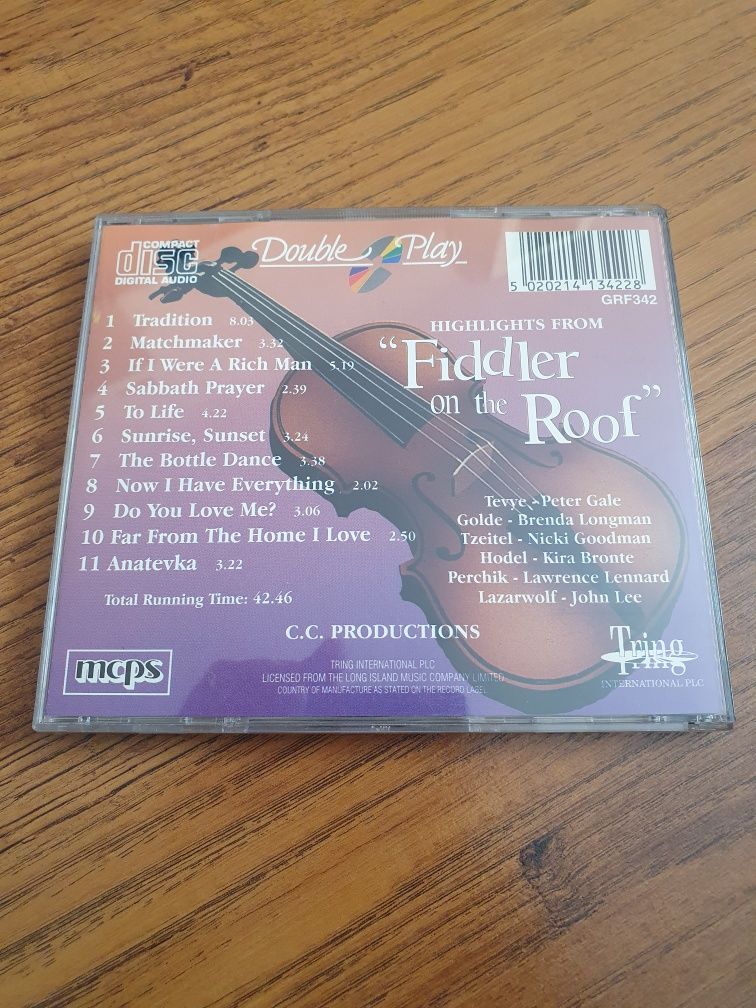 COMPACT
disc
DIGITAL AUDIO
Double Play
5 020214 134228
GRF342
1 Tradition 8.03
2 Matchmaker 3.32
3 If I Were A Rich Man 5.19
4 Sabbath Prayer 2.39
5 To Life 4.22
6 Sunrise, Sunset 3.24
7 The Bottle Dance 3.38
8 Now I Have Everything 2.02
9 Do You Love Me? 3.06
10 Far From The Home I Love 2.50
11 Anatevka 3.22
Total Running Time: 42.46
HIGHLIGHTS FROM
"Fiddler
on the Roof"
Tevye - Peter Gale
Golde - Brenda Longman
Tzeitel - Nicki Goodman
Hodel - Kira Bronte
Perchik - Lawrence Lennard
Lazarwolf - John Lee
C.C. PRODUCTIONS
mcps
TRING INTERNATIONAL PLC
LICENSED FROM THE LONG ISLAND MUSIC COMPANY LIMITED
COUNTRY OF MANUFACTURE AS STATED ON THE RECORD LABEL
Tring
INTERNATIONAL PLC